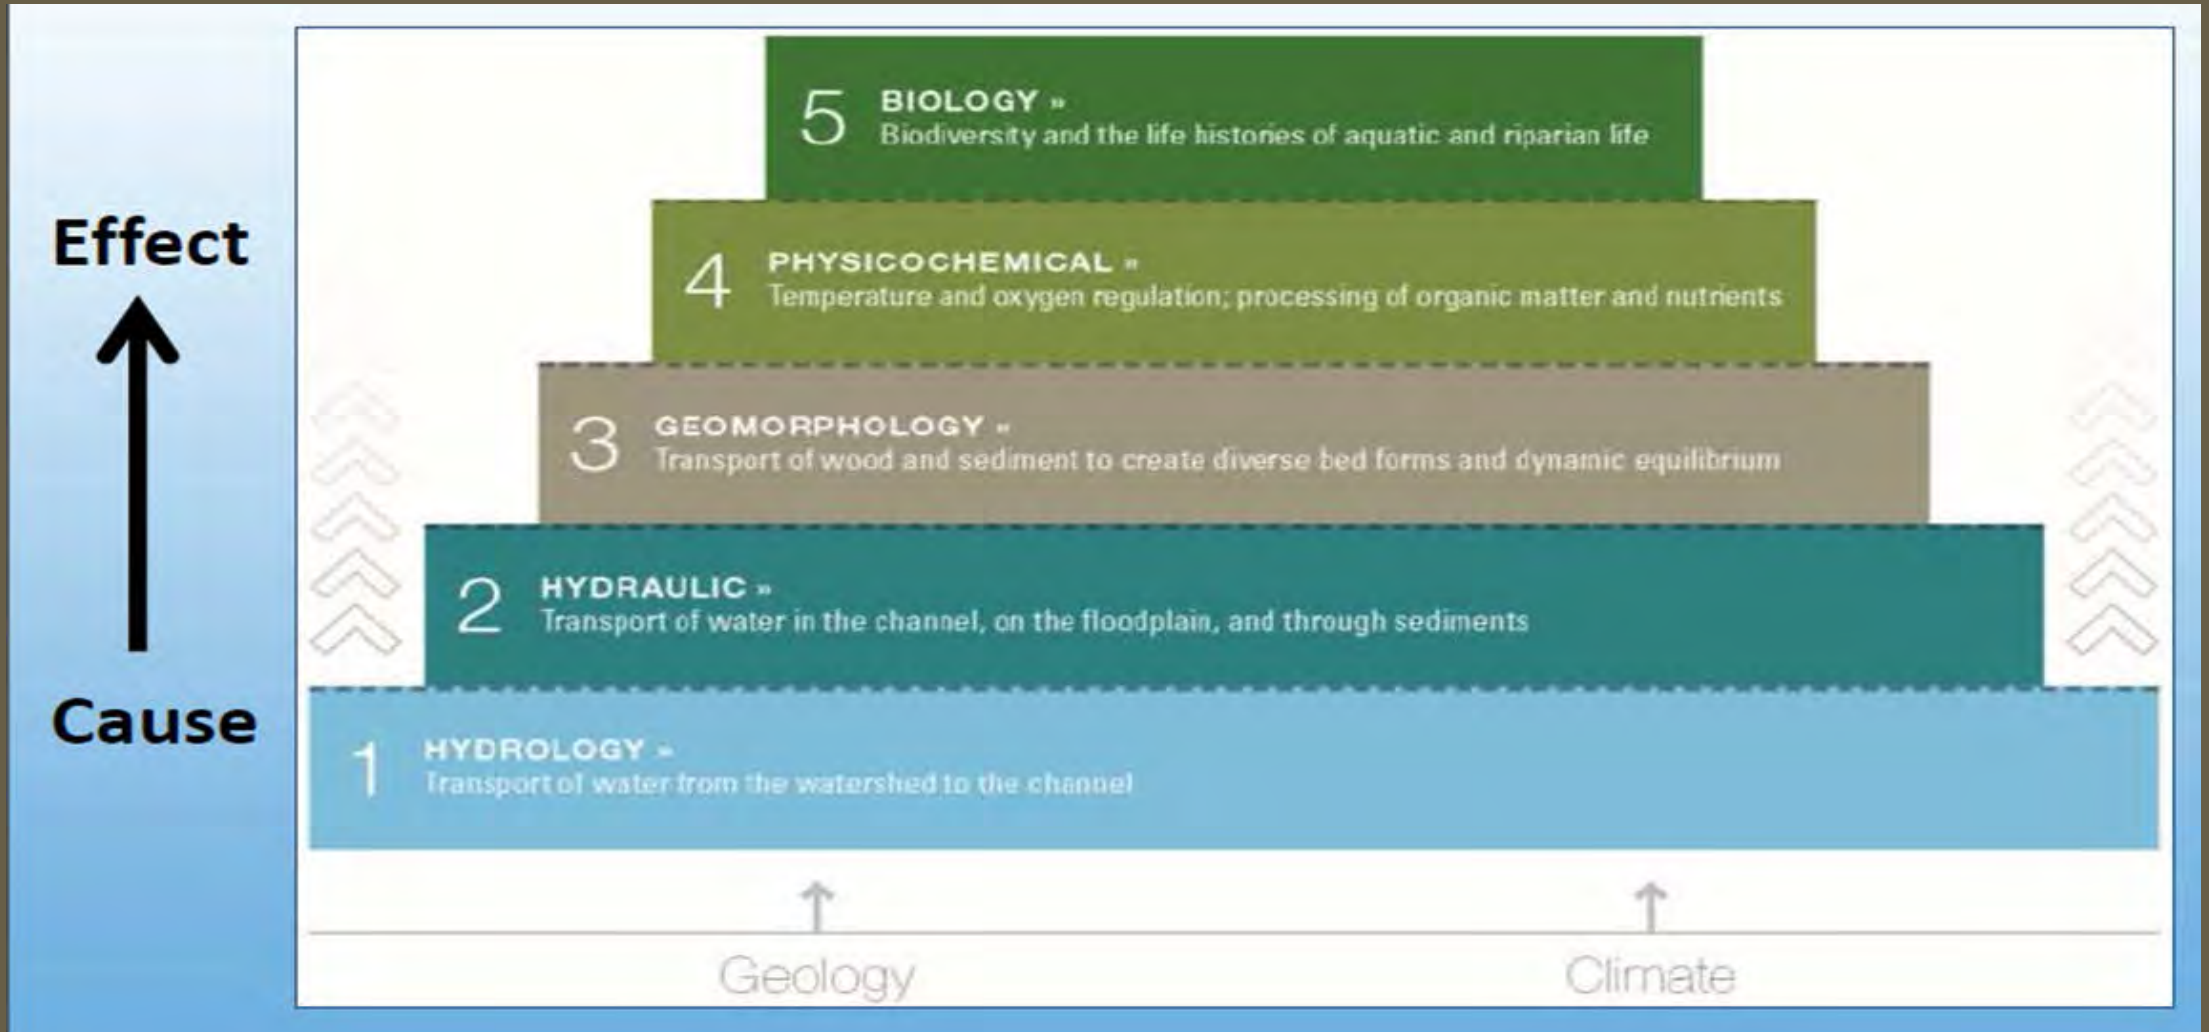 5
BIOLOGY »
Biodiversity and the life histories of aquatic and riparian life
Effect
4
PHYSICOCHEMICAL »
Temperature and oxygen regulation; processing of organic matter and nutrients
3
GEOMORPHOLOGY »
Transport of wood and sediment to create diverse bed forms and dynamic equilibrium
2
HYDRAULIC »
Transport of water in the channel, on the floodplain, and through sediments
Cause
1
HYDROLOGY »
Transport of water from the watershed to the channel
Geology
Climate